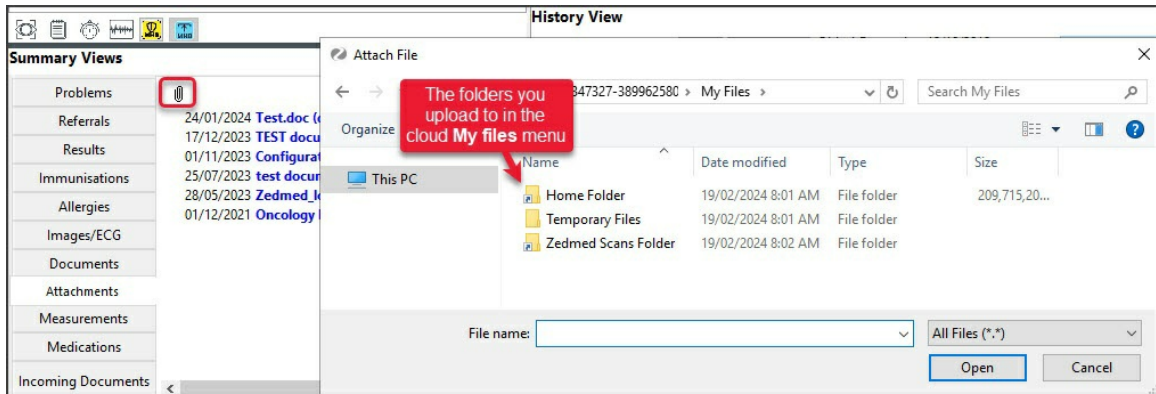 History View
Summary Views
Problems
Referrals
Results
Immunisations
Allergies
Images/ECG
Documents
Attachments
Measurements
Medications
Incoming Documents
24/01/2024 Test.doc
17/12/2023 TEST
01/11/2023
25/07/2023 test
28/05/2023
01/12/2021 Oncology
Attach File
347327-389962580 > My Files >
Search My Files
Organize
The folders you
upload to in the
cloud My files menu
This PC
Name Date modified Type Size
Home Folder 19/02/2024 8:01 AM File folder 209,715,20...
Temporary Files 19/02/2024 8:01 AM File folder
Zedmed Scans Folder 19/02/2024 8:02 AM File folder
File name:
All Files (*.*)
Open Cancel